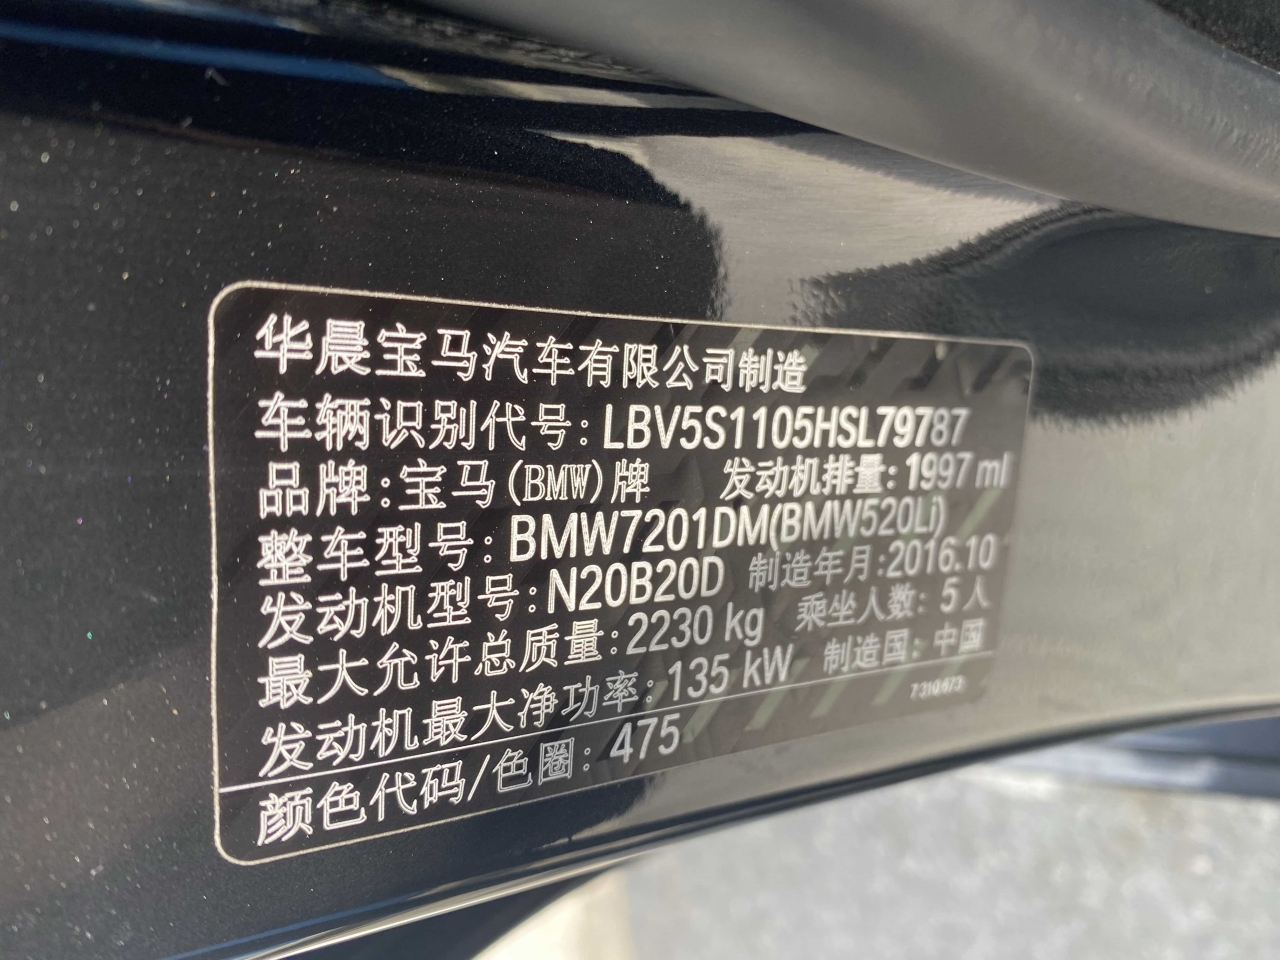 华晨宝马汽车有限公司制造
车辆识别代号: LBV5S1105HSL79787
品牌:宝马(BMW)牌 发动机排量: 1997 ml
整车型号: BMW7201DM(BMW520Li)
发动机型号: N20B20D 制造年月:2016.10
最大允许总质量: 2230 kg 乘坐人数: 5人
发动机最大净功率: 135 kW 制造国: 中国
颜色代码/色圈: 475 7310673